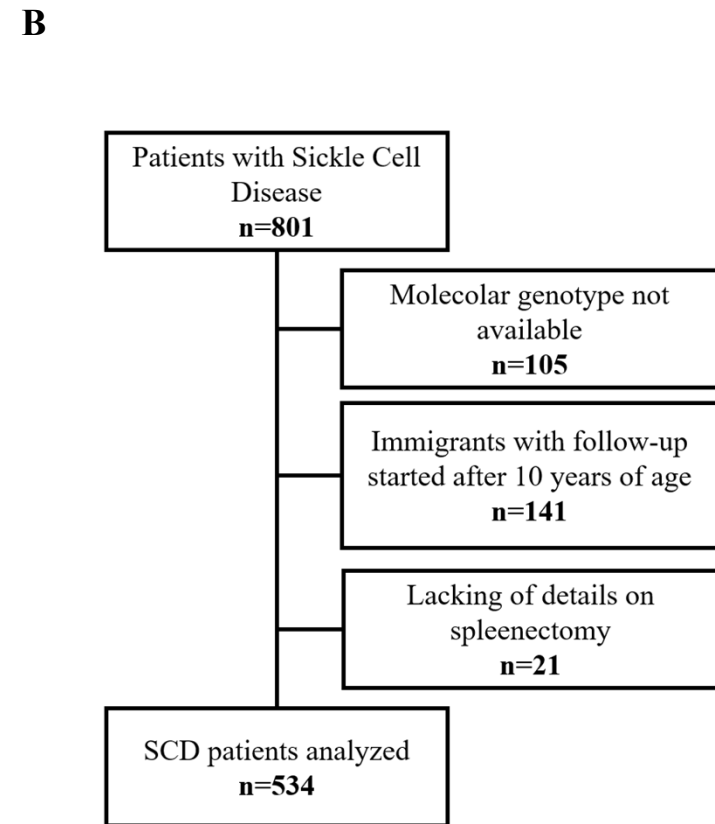 B
Patients with Sickle Cell
Disease
n=801
Molecolar genotype not
available
n=105
Immigrants with follow-up
started after 10 years of age
n=141
Lacking of details on
spleenectomy
n=21
SCD patients analyzed
n=534